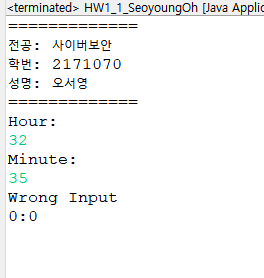 <terminated> HW1_1_SeoyoungOh [Java Applic
=============
전공: 사이버보안
학번: 2171070
성명: 오서영
=============
Hour:
32
Minute:
35
Wrong Input
0:0